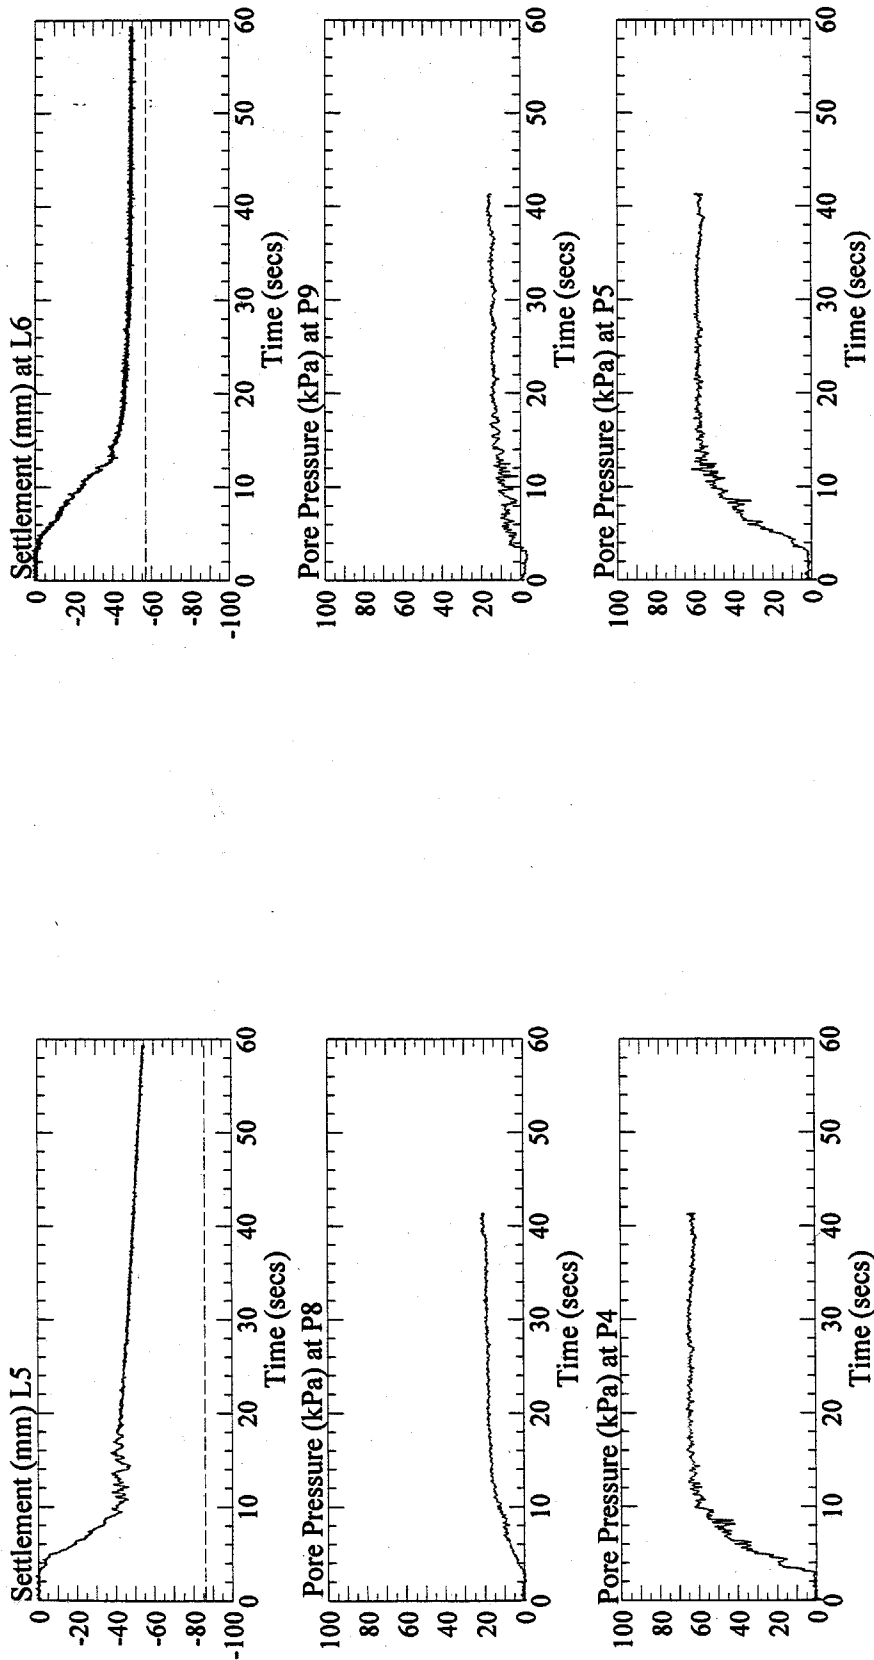 Settlement (mm) L5
0
-20
-40
-60
-80
-100
0 10 20 30 40 50 60
Time (secs)
Pore Pressure (kPa) at P8
100
80
60
40
20
0
0 10 20 30 40 50 60
Time (secs)
Pore Pressure (kPa) at P4
100
80
60
40
20
0
0 10 20 30 40 50 60
Time (secs)
Settlement (mm) at L6
0
-20
-40
-60
-80
-100
0 10 20 30 40 50 60
Time (secs)
Pore Pressure (kPa) at P9
100
80
60
40
20
0
0 10 20 30 40 50 60
Time (secs)
Pore Pressure (kPa) at P5
100
80
60
40
20
0
0 10 20 30 40 50 60
Time (secs)